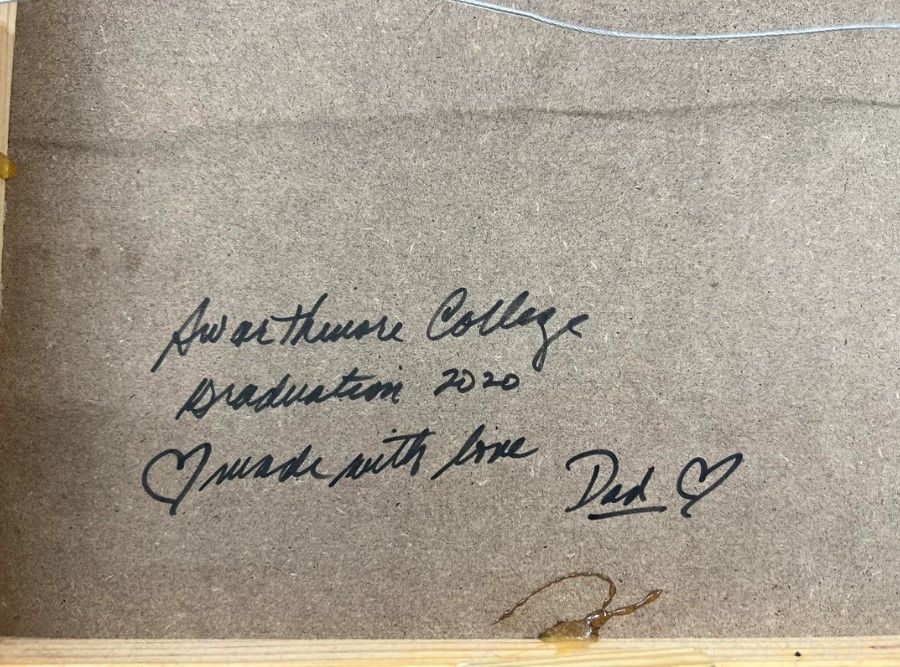 Swarthmore College
Graduation 2020
♡ made with love
Dad ♡